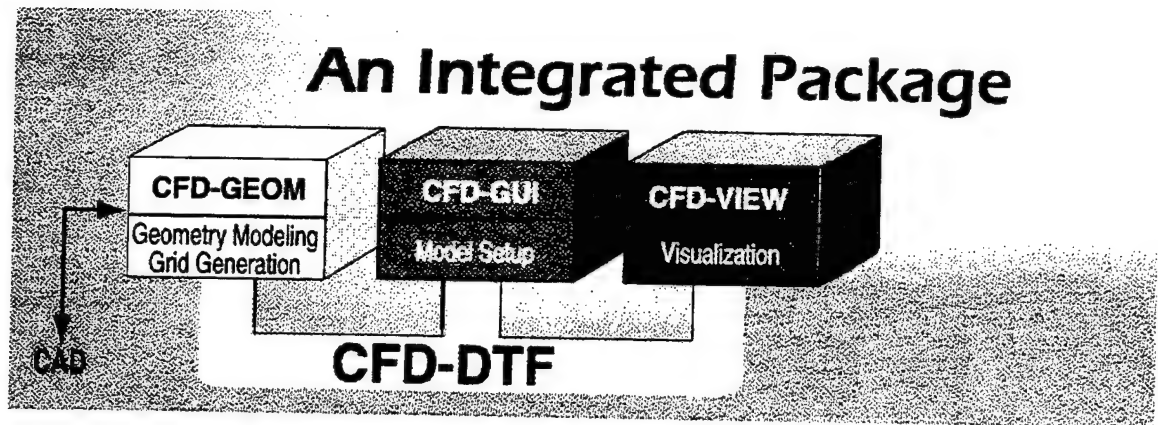 An Integrated Package
CFD-GEOM
Geometry Modeling
Grid Generation
CFD-GUI
Model Setup
CFD-VIEW
Visualization
CAD
CFD-DTF